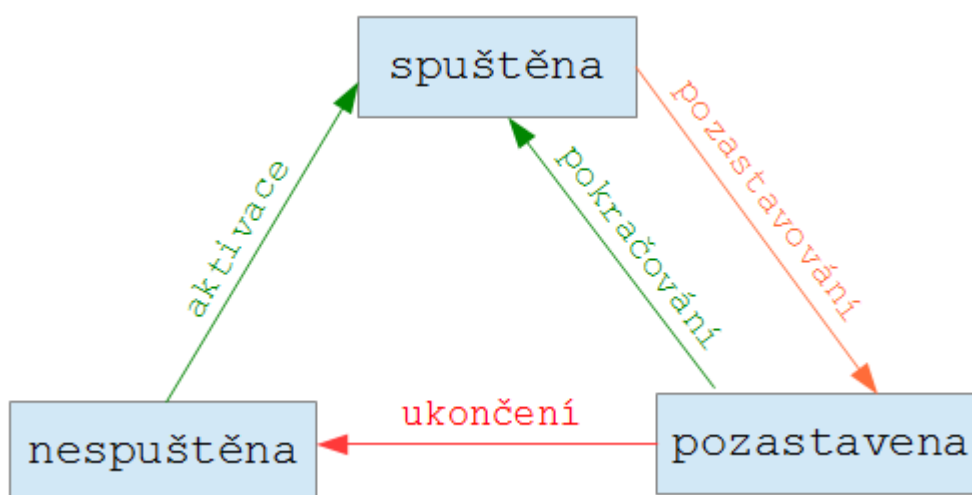 spuštěna
aktivace
pokračování
pozastavování
ukončení
nespuštěna
pozastavena